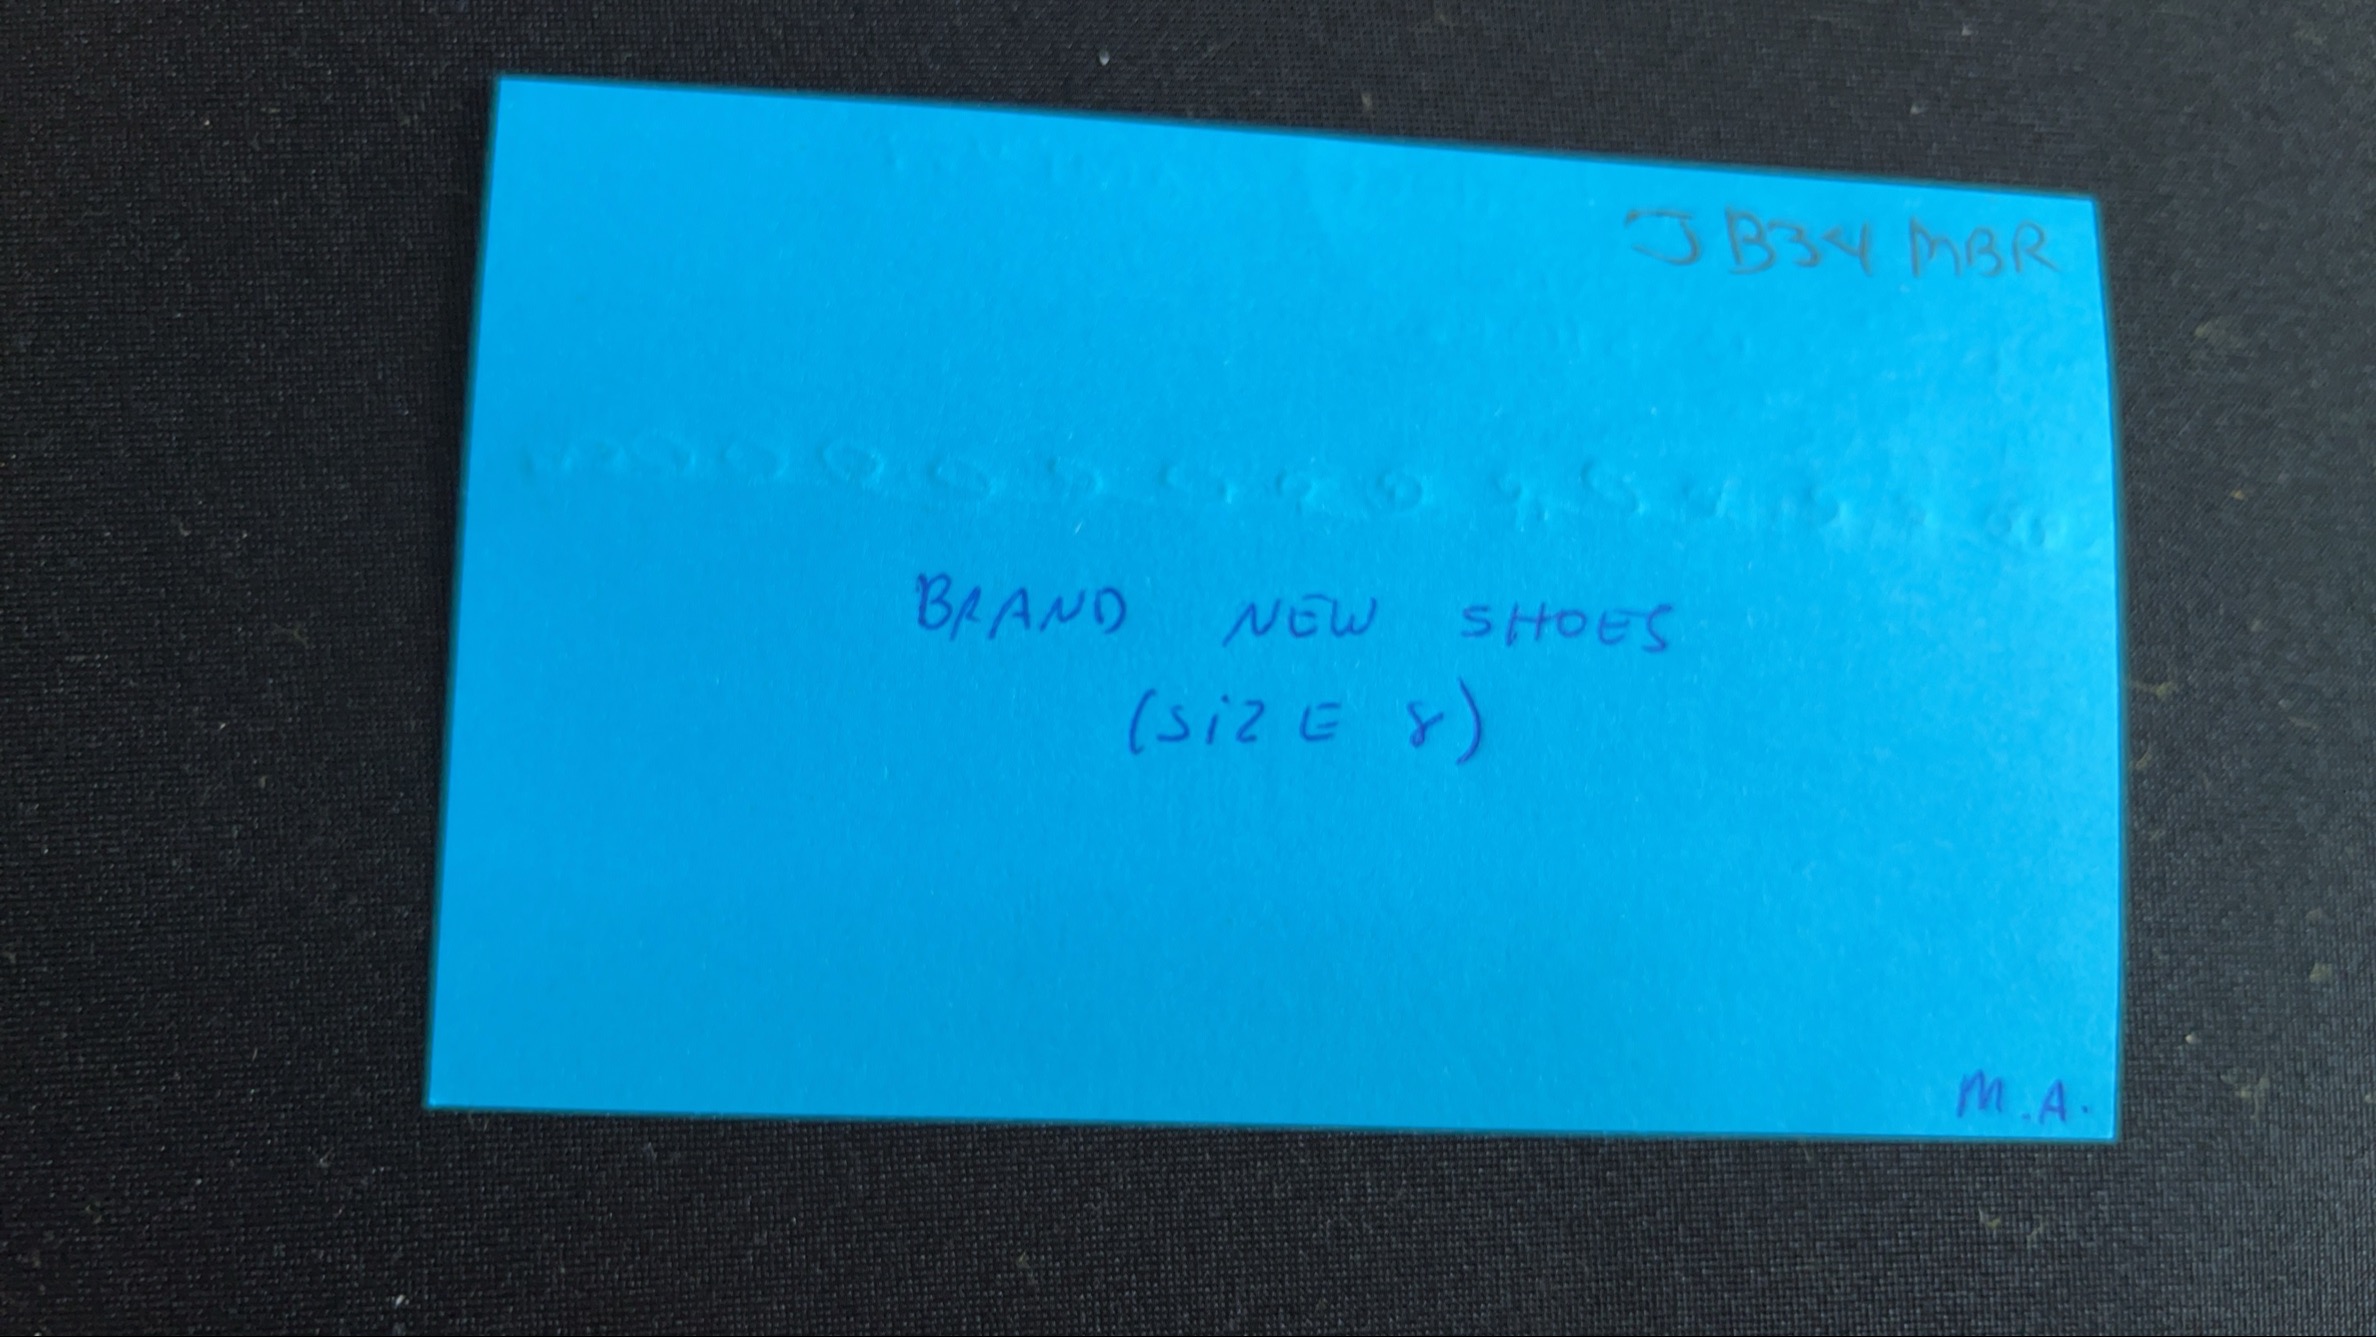 JB34 MBR
BRAND NEW SHOES
(SiZE 8)
M.A.